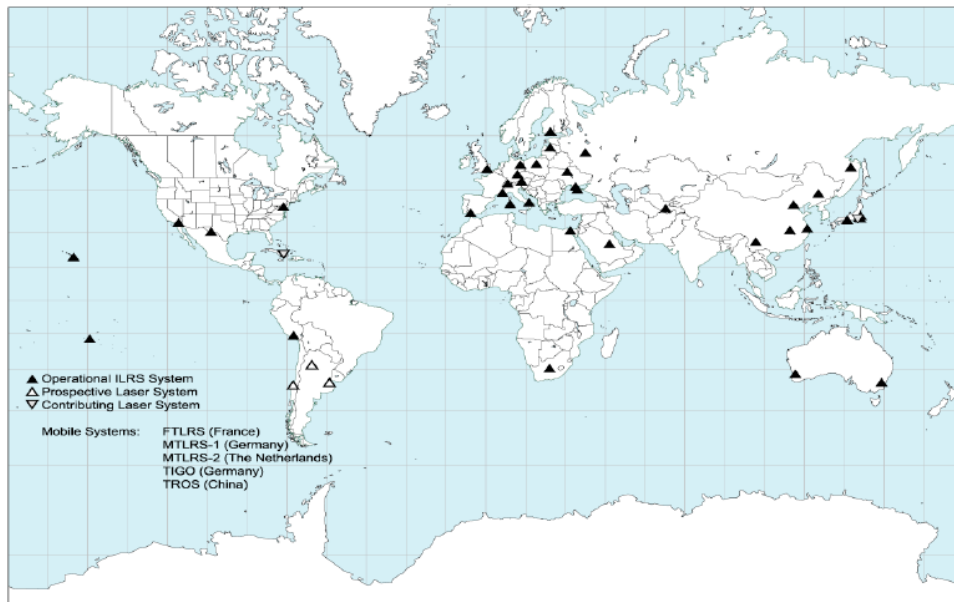 Operational ILRS System
Prospective Laser System
Contributing Laser System
Mobile Systems: FTLRS (France)
MTLRS-1 (Germany)
MTLRS-2 (The Netherlands)
TIGO (Germany)
TROS (China)